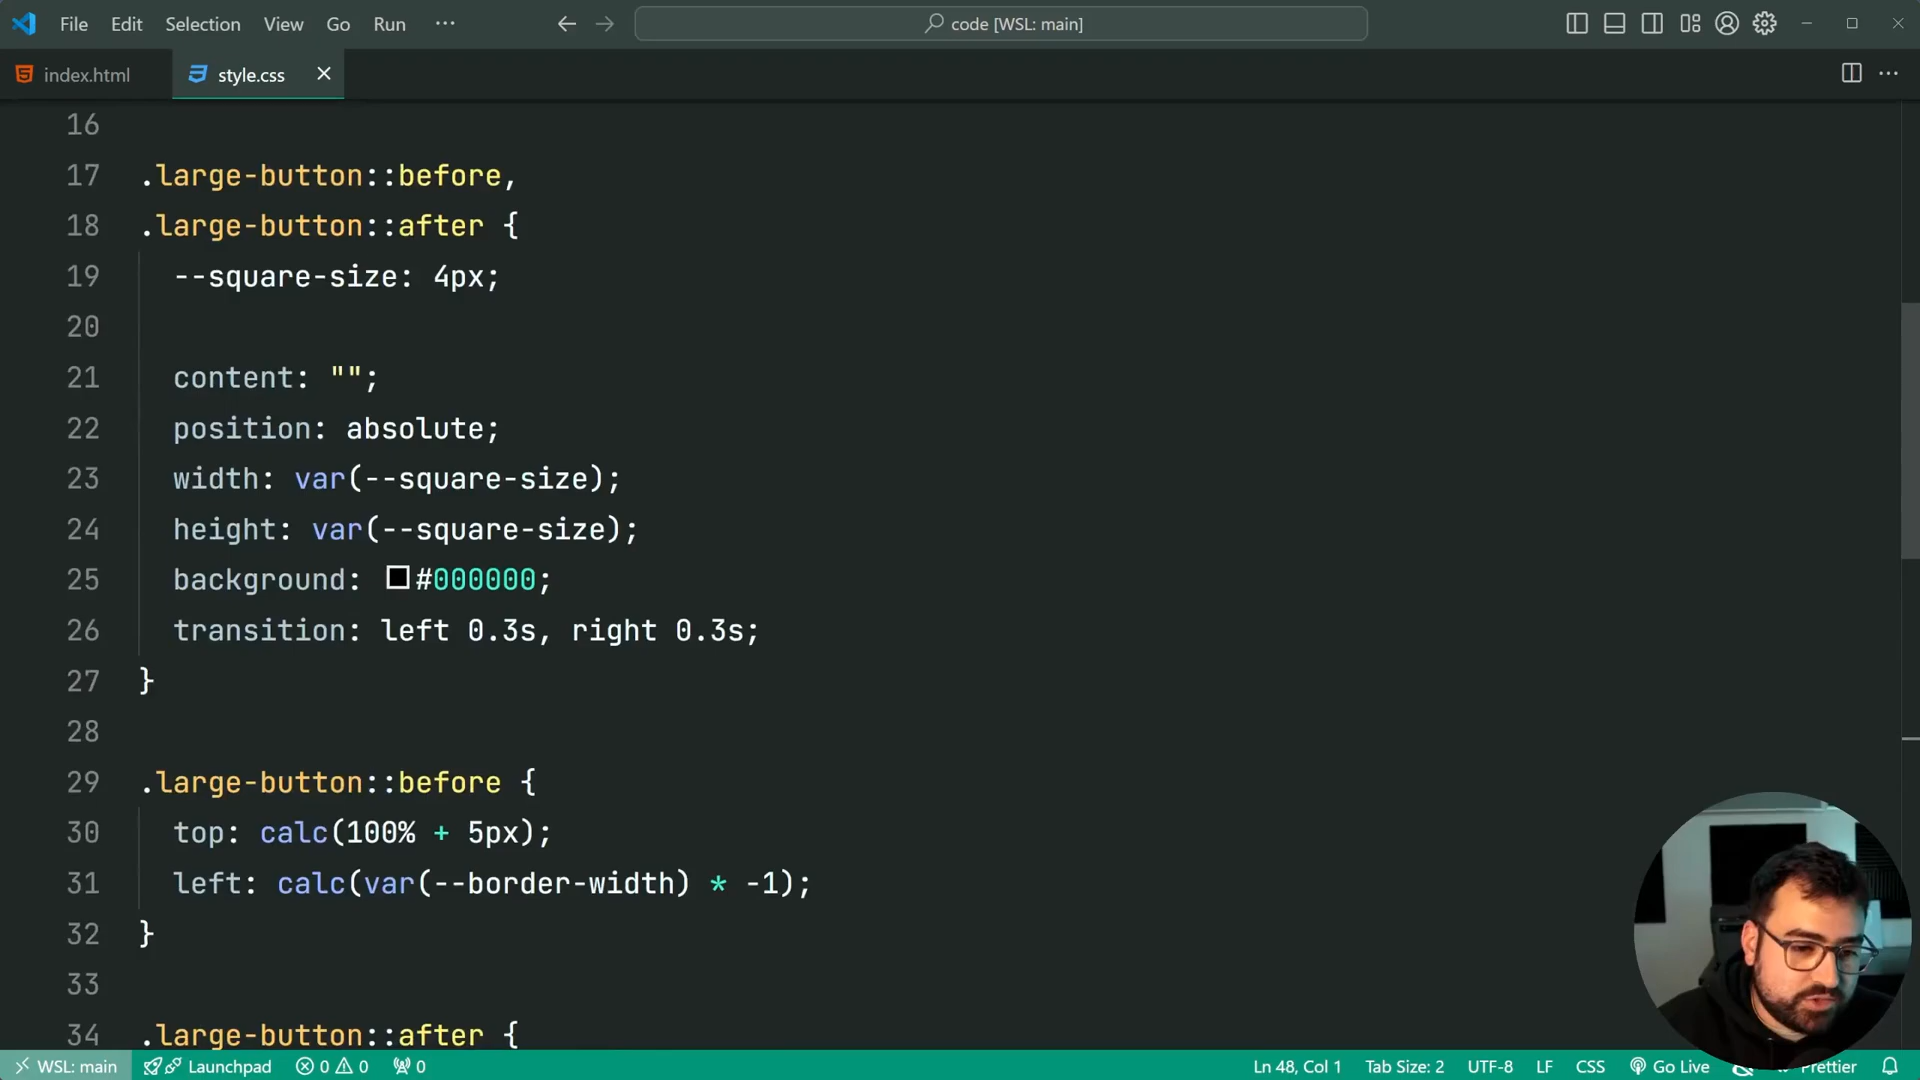 File Edit Selection View Go Run ···
code [WSL: main]
index.html
style.css
16
17 .large-button::before,
18 .large-button::after {
19 --square-size: 4px;
20
21 content: "";
22 position: absolute;
23 width: var(--square-size);
24 height: var(--square-size);
25 background: #000000;
26 transition: left 0.3s, right 0.3s;
27 }
28
29 .large-button::before {
30 top: calc(100% + 5px);
31 left: calc(var(--border-width) * -1);
32 }
33
34 .large-button::after {
WSL: main Launchpad 0 0 0 Ln 48, Col 1 Tab Size: 2 UTF-8 LF CSS Go Live Prettier